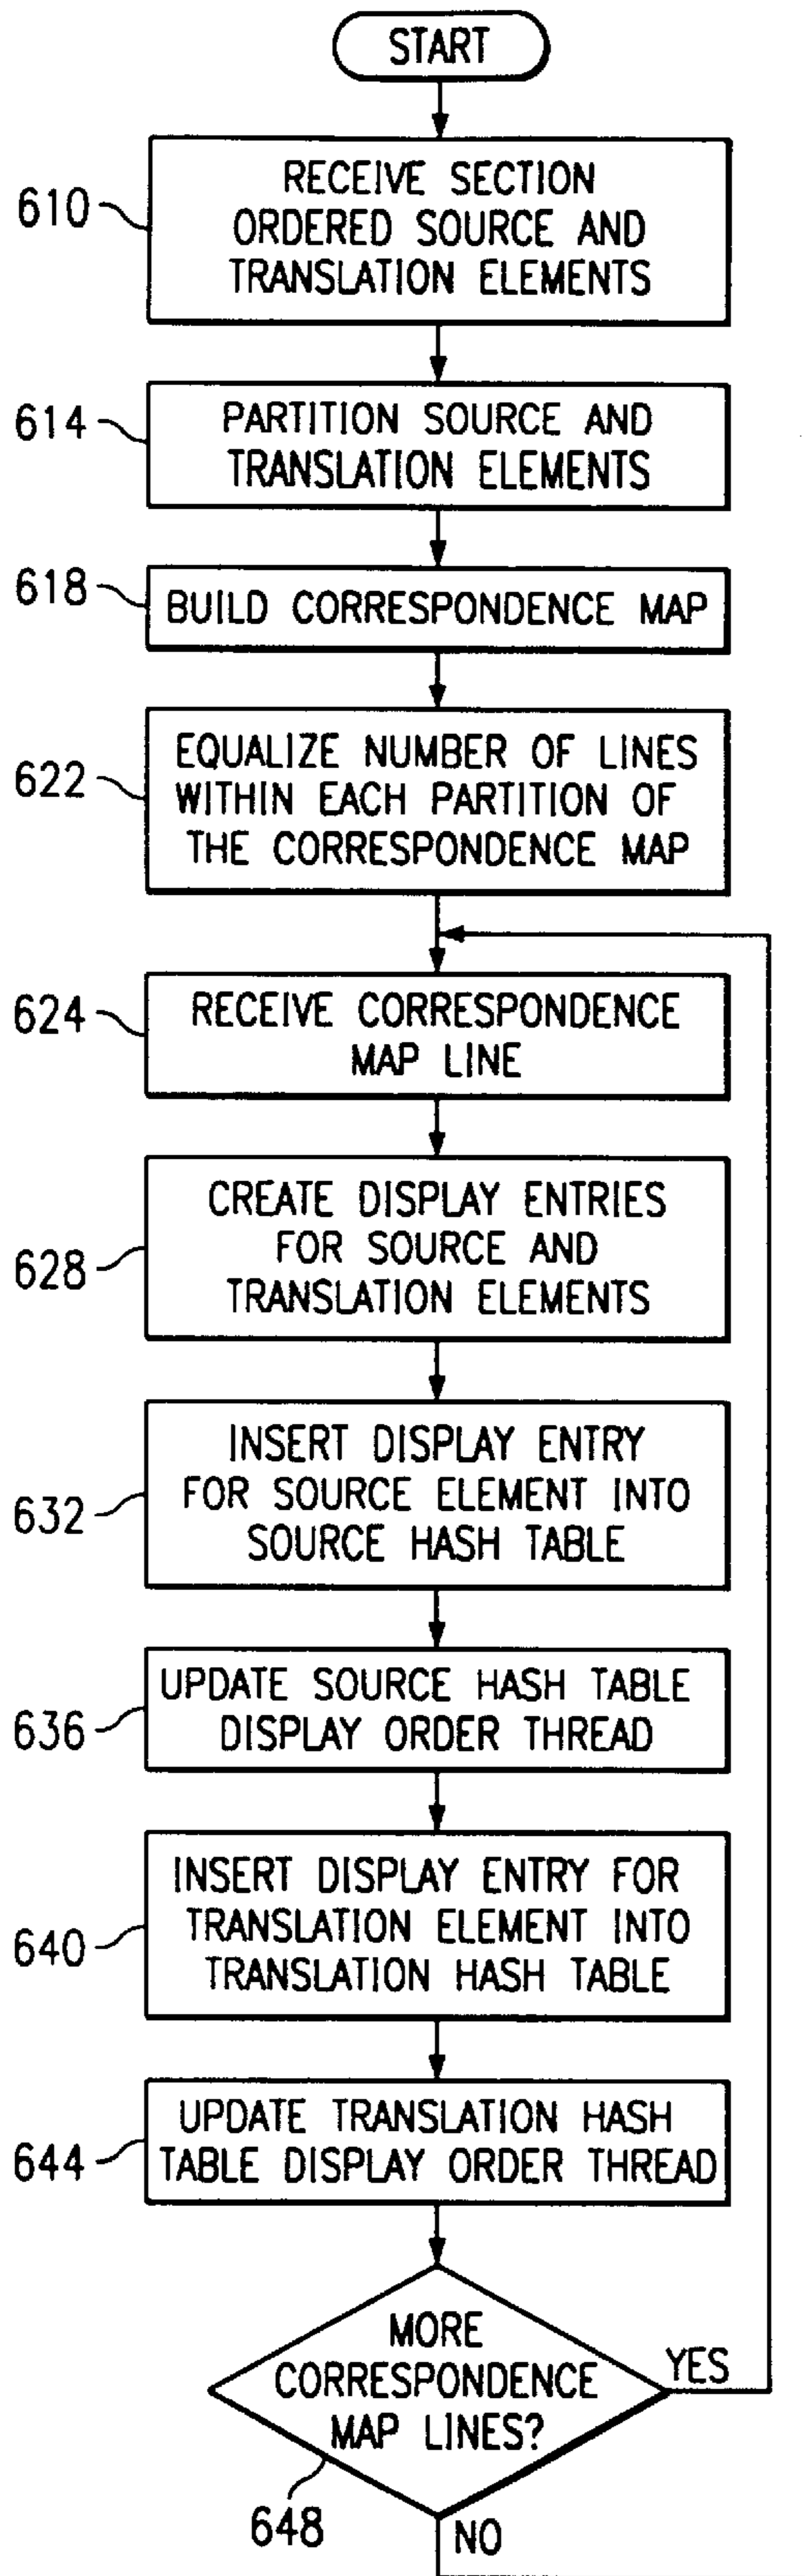 START
610
RECEIVE SECTION
ORDERED SOURCE AND
TRANSLATION ELEMENTS
614
PARTITION SOURCE AND
TRANSLATION ELEMENTS
618
BUILD CORRESPONDENCE MAP
622
EQUALIZE NUMBER OF LINES
WITHIN EACH PARTITION OF
THE CORRESPONDENCE MAP
624
RECEIVE CORRESPONDENCE
MAP LINE
628
CREATE DISPLAY ENTRIES
FOR SOURCE AND
TRANSLATION ELEMENTS
632
INSERT DISPLAY ENTRY
FOR SOURCE ELEMENT INTO
SOURCE HASH TABLE
636
UPDATE SOURCE HASH TABLE
DISPLAY ORDER THREAD
640
INSERT DISPLAY ENTRY FOR
TRANSLATION ELEMENT INTO
TRANSLATION HASH TABLE
644
UPDATE TRANSLATION HASH
TABLE DISPLAY ORDER THREAD
MORE
CORRESPONDENCE
MAP LINES?
YES
648
NO